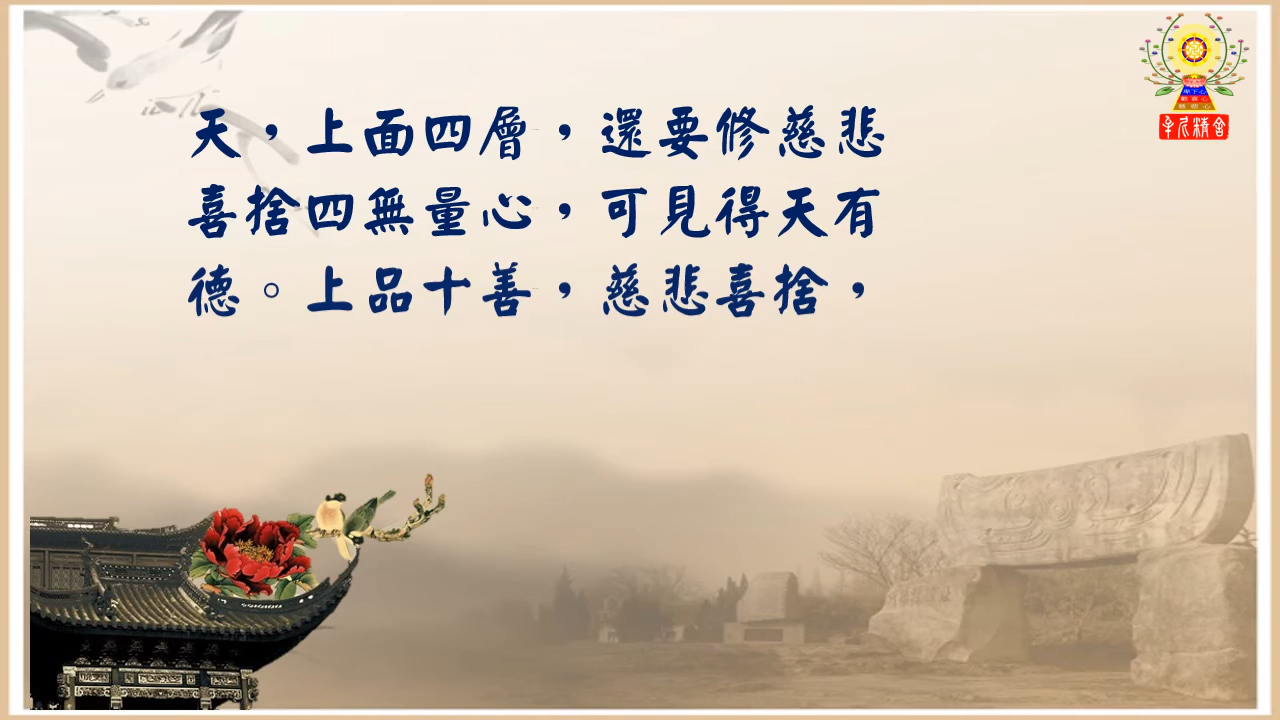 天，上面四層，還要修慈悲
喜捨四無量心，可見得天有
德。上品十善，慈悲喜捨，